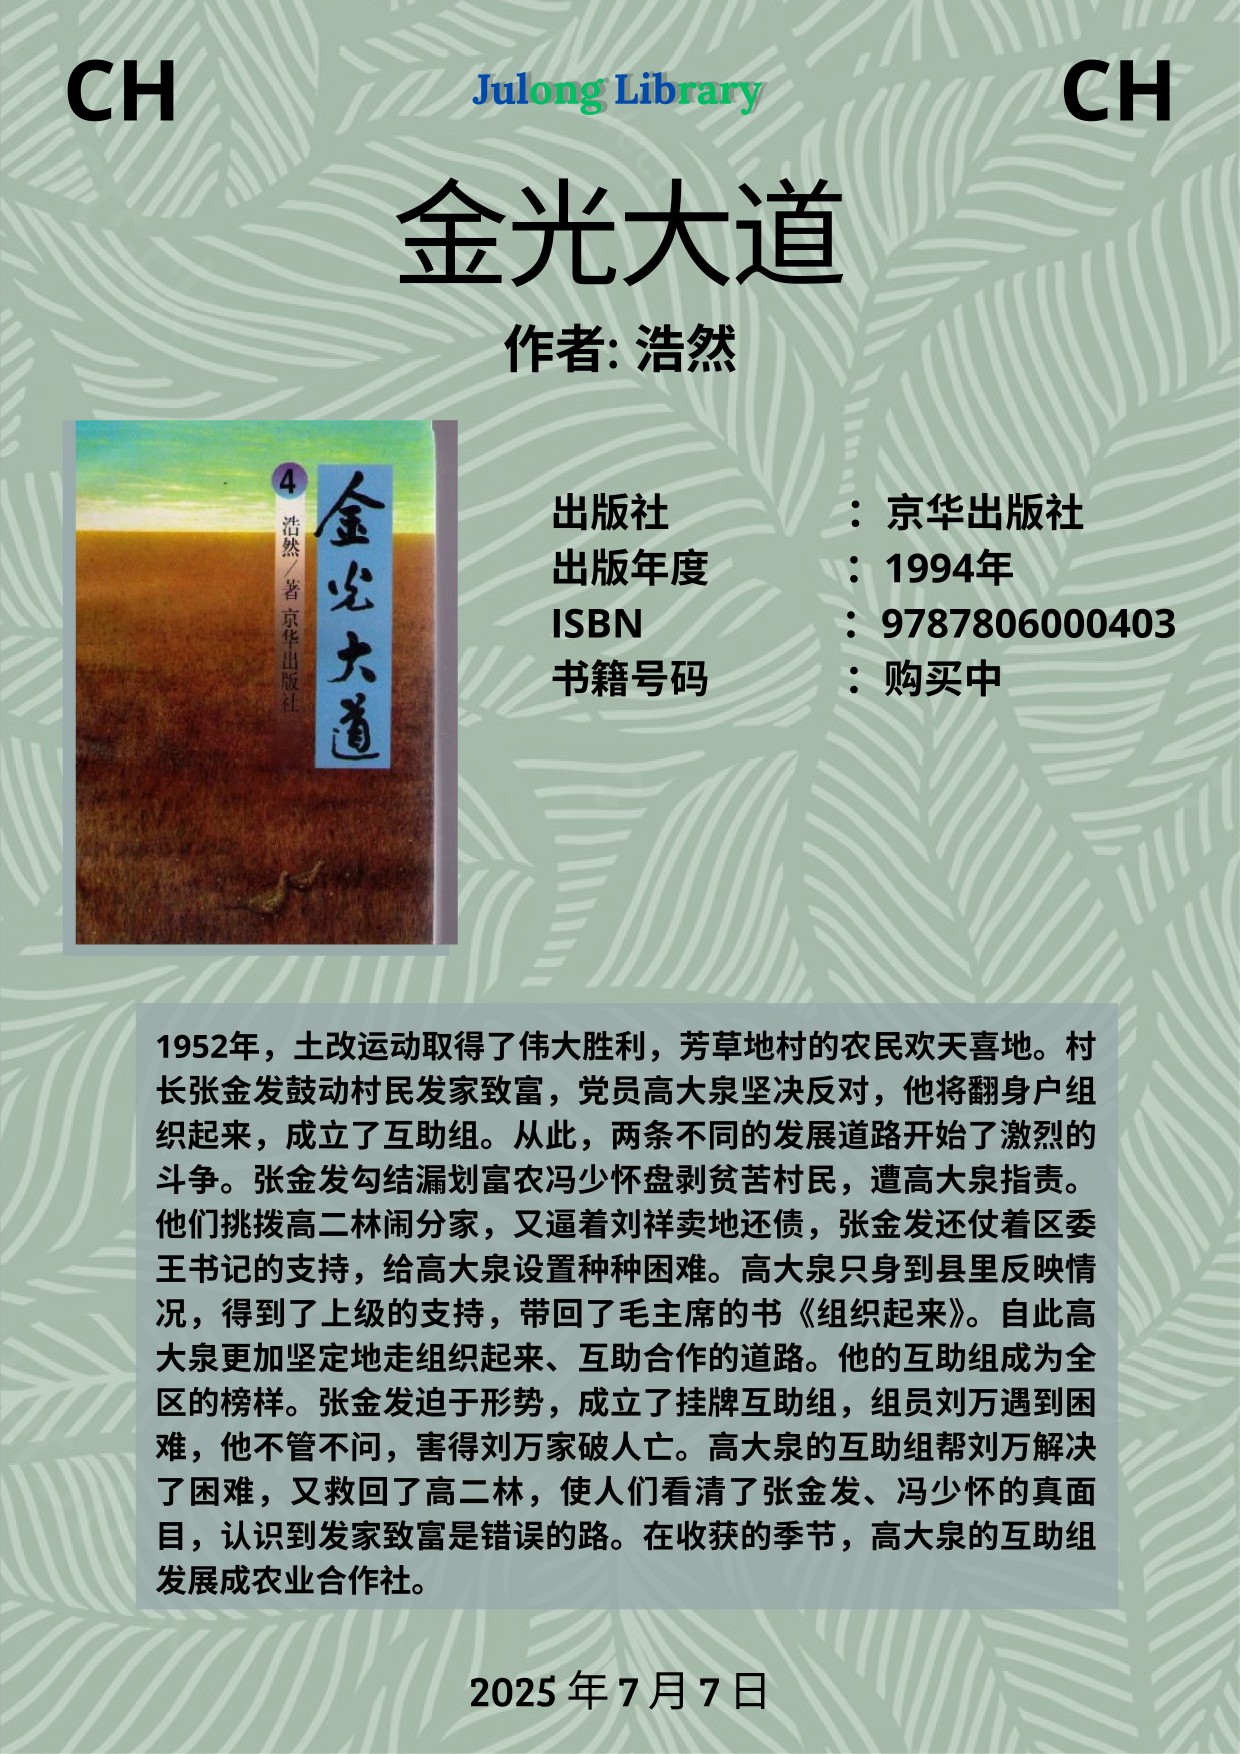 CH
Julong Library
CH
金光大道
作者: 浩然
4
浩然／著 京华出版社
金光大道
出版社 ：京华出版社
出版年度 ：1994年
ISBN ：9787806000403
书籍号码 ：购买中
1952年，土改运动取得了伟大胜利，芳草地村的农民欢天喜地。村
长张金发鼓动村民发家致富，党员高大泉坚决反对，他将翻身户组
织起来，成立了互助组。从此，两条不同的发展道路开始了激烈的
斗争。张金发勾结漏划富农冯少怀盘剥贫苦村民，遭高大泉指责。
他们挑拨高二林闹分家，又逼着刘祥卖地还债，张金发还仗着区委
王书记的支持，给高大泉设置种种困难。高大泉只身到县里反映情
况，得到了上级的支持，带回了毛主席的书《组织起来》。自此高
大泉更加坚定地走组织起来、互助合作的道路。他的互助组成为全
区的榜样。张金发迫于形势，成立了挂牌互助组，组员刘万遇到困
难，他不管不问，害得刘万家破人亡。高大泉的互助组帮刘万解决
了困难，又救回了高二林，使人们看清了张金发、冯少怀的真面
目，认识到发家致富是错误的路。在收获的季节，高大泉的互助组
发展成农业合作社。
2025 年 7 月 7 日